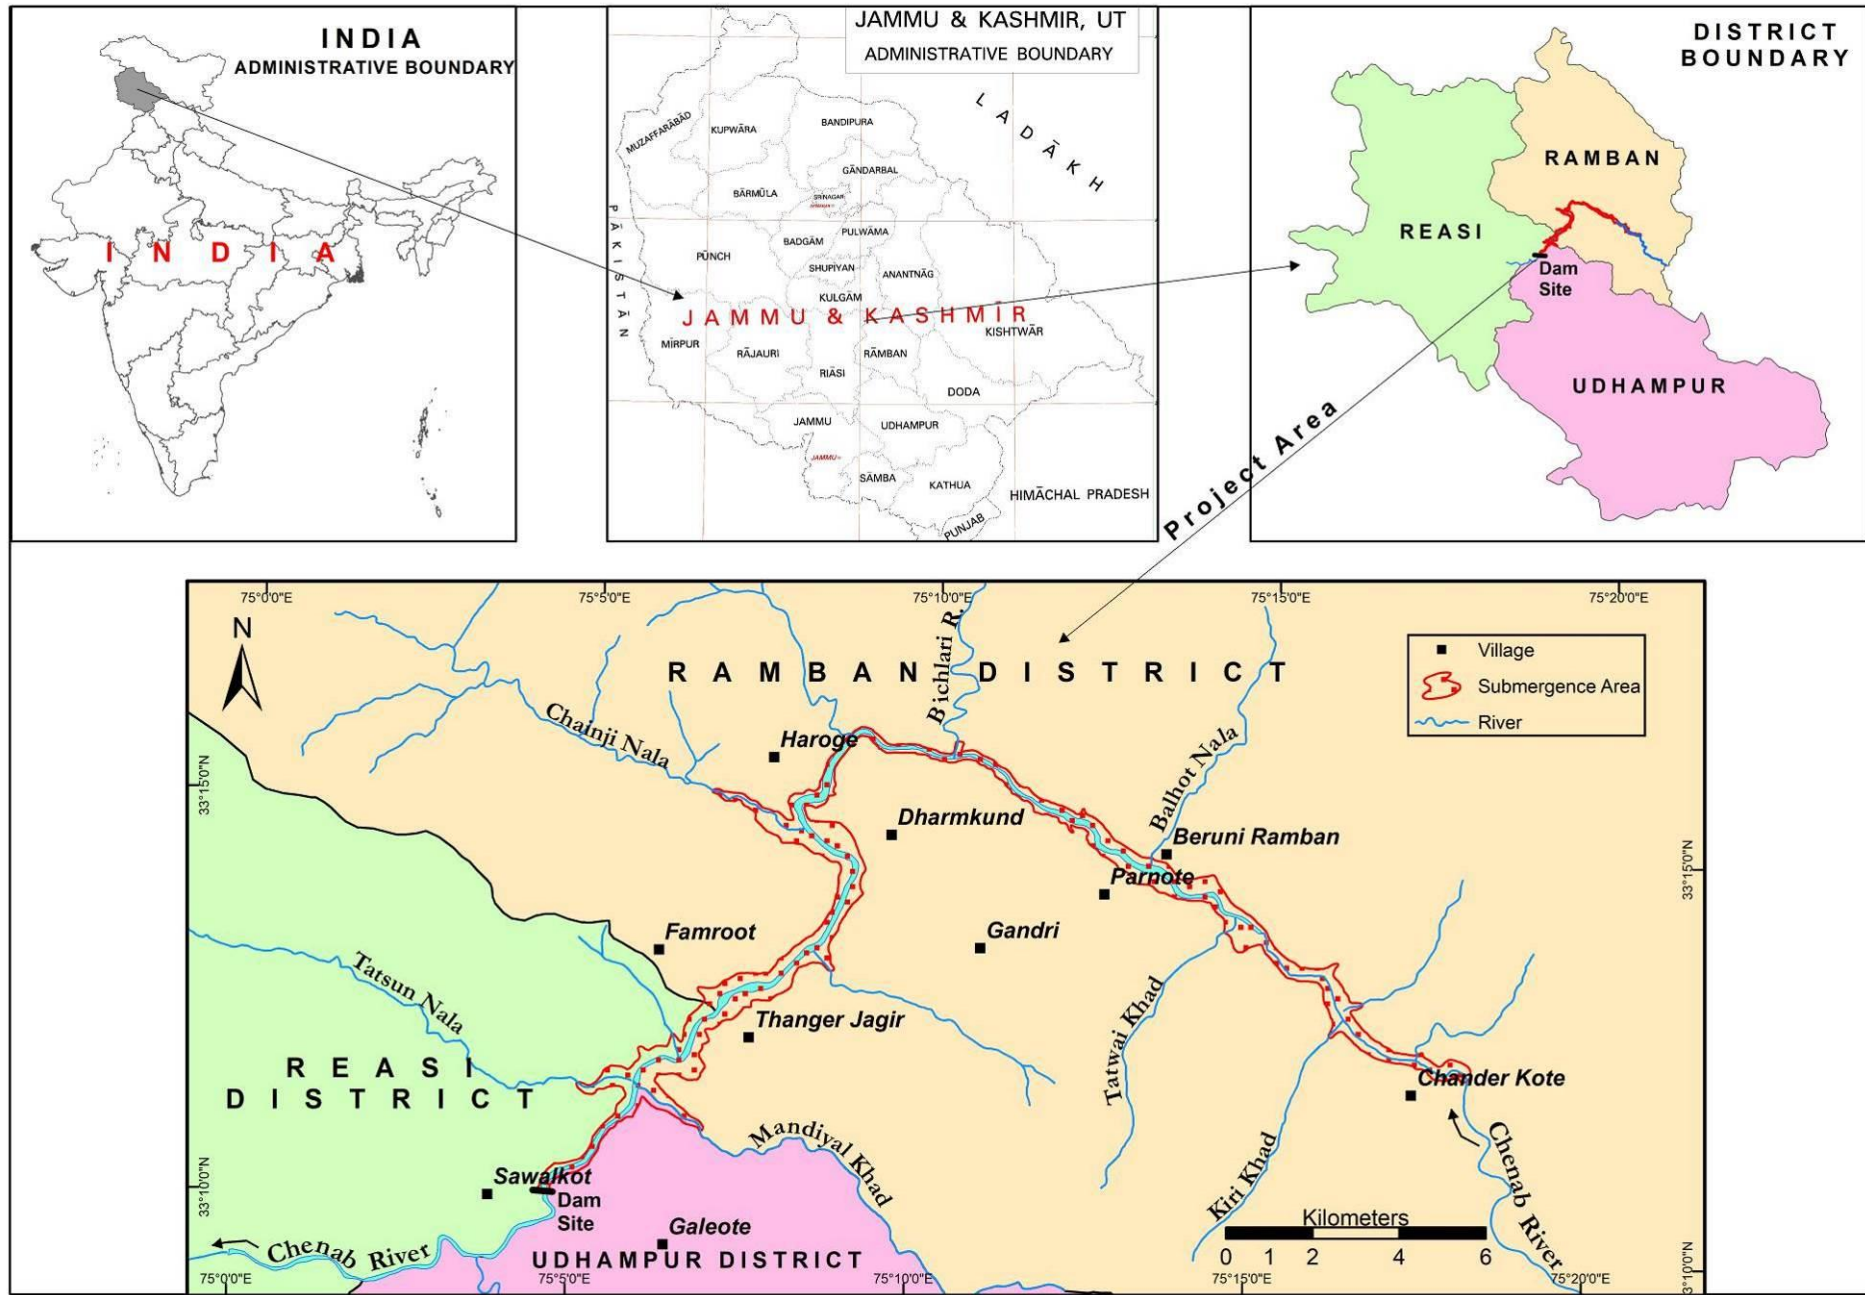 INDIA
ADMINISTRATIVE BOUNDARY
I N D I A
JAMMU & KASHMIR, UT
ADMINISTRATIVE BOUNDARY
LADĀKH
MUZAFFARĀBĀD
KUPWĀRA
BANDIPURA
GĀNDARBAL
BĀRMŪLA
SRĪNAGAR
PĀKISTĀN
PULWĀMA
BADGĀM
PŪNCH
SHUPIYAN
ANANTNĀG
KULGĀM
JAMMU & KASHMĪR
KISHTWĀR
MĪRPUR
RĀJAURI
RĀMBAN
RIĀSI
DODA
JAMMU
UDHAMPUR
JAMMU
SĀMBA
KATHUA
HIMĀCHAL PRADESH
PUNJAB
DISTRICT
BOUNDARY
RAMBAN
REASI
Dam
Site
UDHAMPUR
Project Area
75°0'0"E
75°5'0"E
75°10'0"E
75°15'0"E
75°20'0"E
N
RAMBAN DISTRICT
Village
Submergence Area
River
Bichlari R.
Chainji Nala
Haroge
Balhot Nala
33°15'0"N
Dharmkund
Beruni Ramban
33°15'0"N
Parnote
Famroot
Gandri
Tatsun Nala
Thanger Jagir
Tatwai Khad
REASI
DISTRICT
Chander Kote
Mandiyal Khad
Chenab River
Kiri Khad
33°10'0"N
Sawalkot
Dam
Site
Galeote
Kilometers
0 1 2 4 6
Chenab River
UDHAMPUR DISTRICT
33°10'0"N
75°0'0"E
75°5'0"E
75°10'0"E
75°15'0"E
75°20'0"E